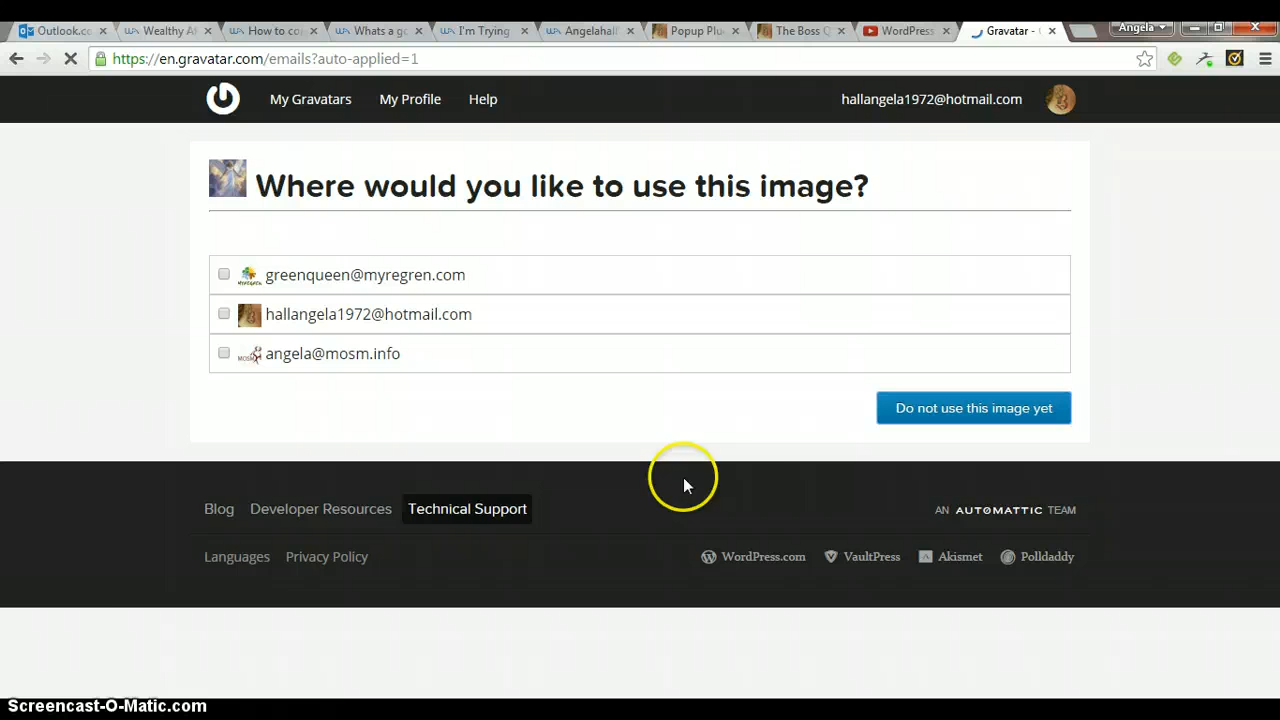 Outlook.co
Wealthy A
How to co
Whats a g
I'm Trying
Angelahall
Popup Plu
The Boss Q
WordPress
Gravatar -
Angela
https://en.gravatar.com/emails?auto-applied=1
My Gravatars
My Profile
Help
hallangela1972@hotmail.com
Where would you like to use this image?
greenqueen@myregren.com
hallangela1972@hotmail.com
angela@mosm.info
Do not use this image yet
Blog
Developer Resources
Technical Support
AN AUTOMATTIC TEAM
Languages
Privacy Policy
WordPress.com
VaultPress
Akismet
Polldaddy
Screencast-O-Matic.com